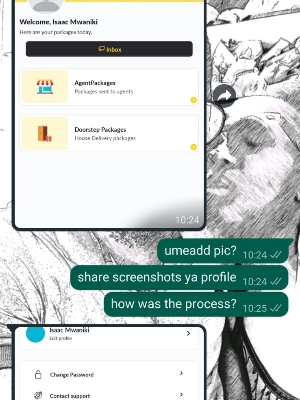 Welcome, Isaac Mwaniki
Here are your packages today.
Inbox
AgentPackages
Packages sent to agents
Doorstep Packages
House Delivery packages
10:24
umeadd pic? 10:24
share screenshots ya profile 10:24
how was the process? 10:25
Isaac Mwaniki
Edit profile
Change Password
Contact support